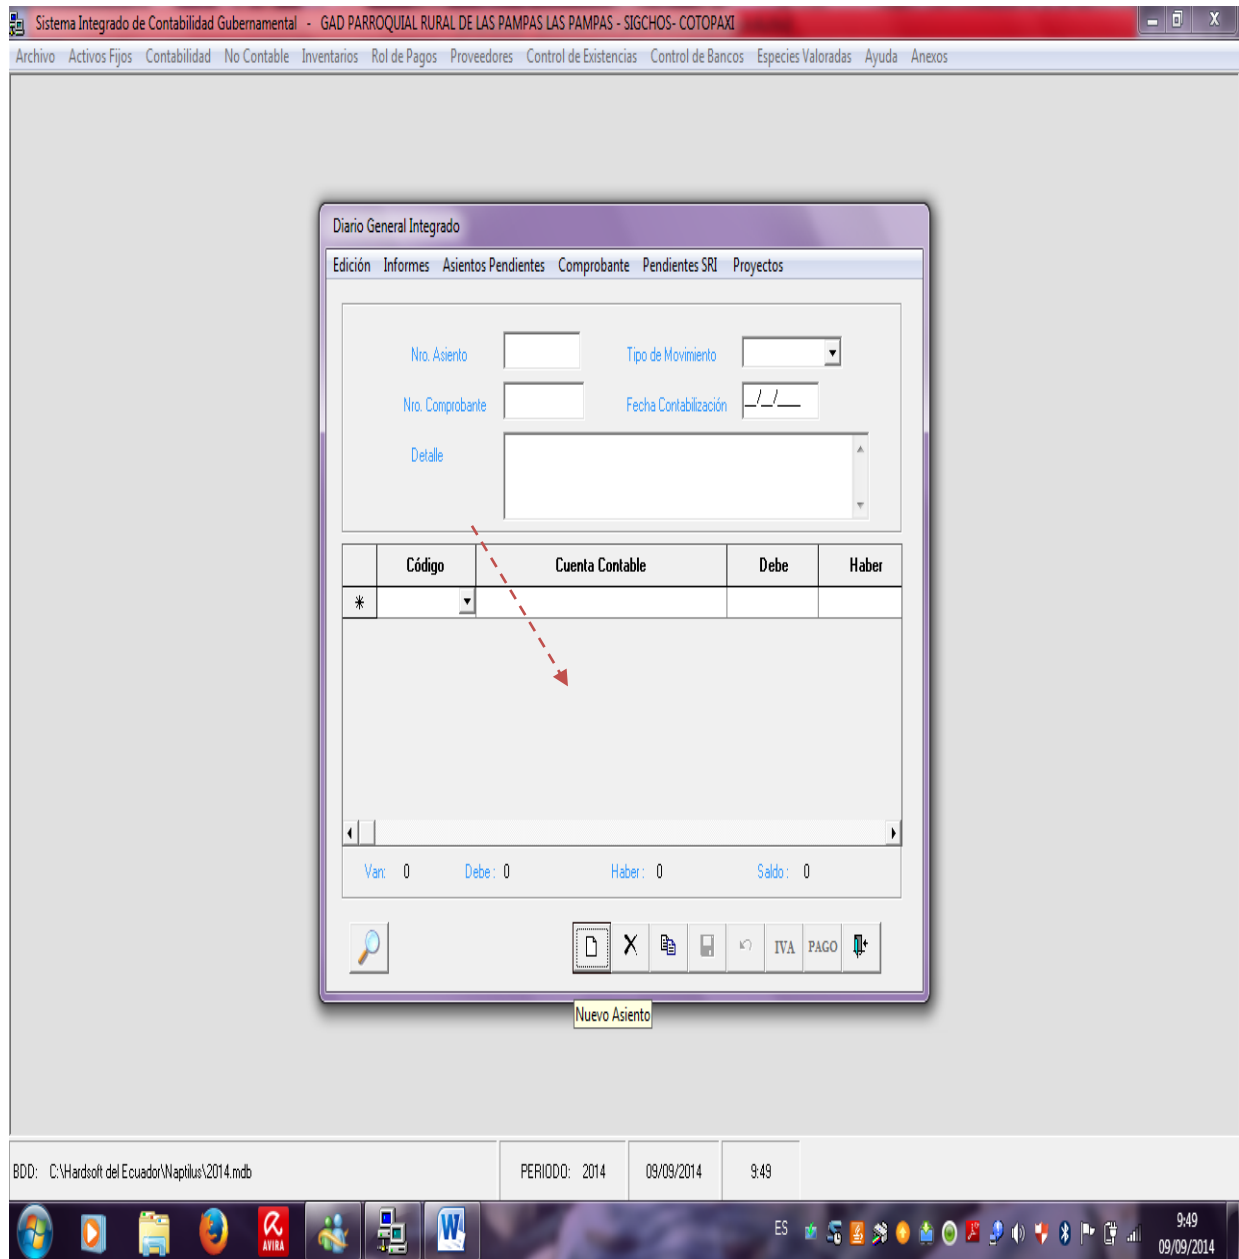 Sistema Integrado de Contabilidad Gubernamental - GAD PARROQUIAL RURAL DE LAS PAMPAS LAS PAMPAS - SIGCHOS- COTOPAXI
Archivo Activos Fijos Contabilidad No Contable Inventarios Rol de Pagos Proveedores Control de Existencias Control de Bancos Especies Valoradas Ayuda Anexos
Diario General Integrado
Edición Informes Asientos Pendientes Comprobante Pendientes SRI Proyectos
Nro. Asiento Tipo de Movimiento
Nro. Comprobante Fecha Contabilización _/_/__
Detalle
Código Cuenta Contable Debe Haber
Van: 0 Debe : 0 Haber : 0 Saldo : 0
IVA PAGO
Nuevo Asiento
BDD: C:\Hardsoft del Ecuador\Naptilus\2014.mdb PERIODO: 2014 09/09/2014 9:49
AVIRA W ES 9:49
09/09/2014